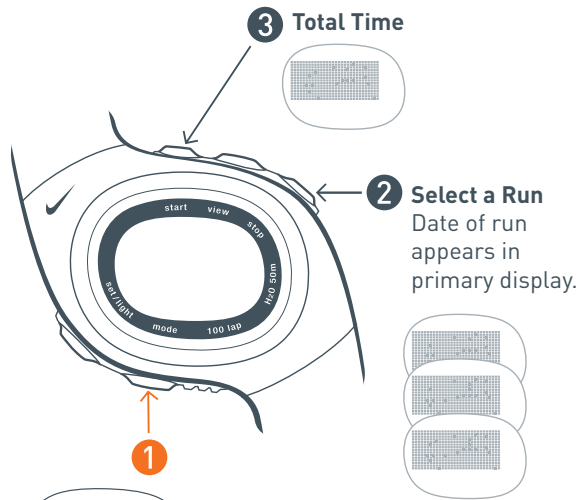 3 Total Time
2 Select a Run
Date of run
appears in
primary display.
start view stop
H2O 50m
set/light mode 100 lap
1